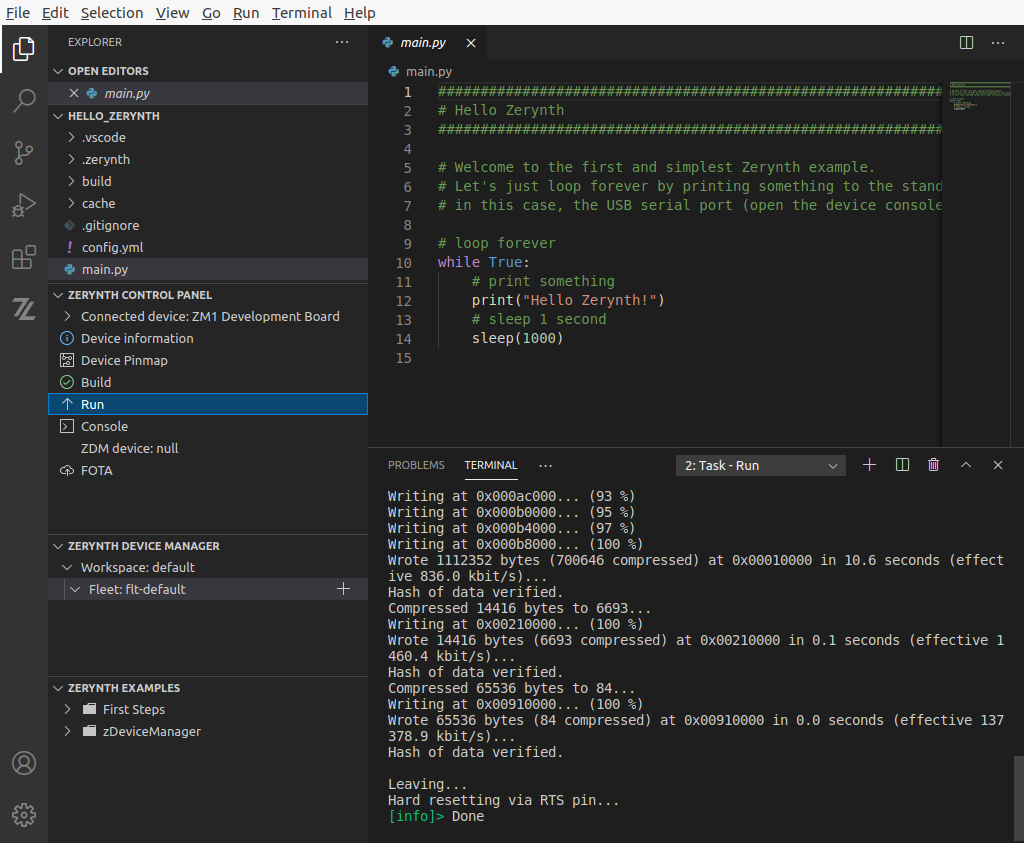 File Edit Selection View Go Run Terminal Help
EXPLORER
OPEN EDITORS
main.py
HELLO_ZERYNTH
.vscode
.zerynth
build
cache
.gitignore
! config.yml
main.py
ZERYNTH CONTROL PANEL
Connected device: ZM1 Development Board
Device information
Device Pinmap
Build
Run
Console
ZDM device: null
FOTA
ZERYNTH DEVICE MANAGER
Workspace: default
Fleet: flt-default
ZERYNTH EXAMPLES
First Steps
zDeviceManager
main.py
main.py
1 ############################################################
2 # Hello Zerynth
3 ############################################################
4
5 # Welcome to the first and simplest Zerynth example.
6 # Let's just loop forever by printing something to the stand
7 # in this case, the USB serial port (open the device console
8
9 # loop forever
10 while True:
11 # print something
12 print("Hello Zerynth!")
13 # sleep 1 second
14 sleep(1000)
15
PROBLEMS TERMINAL ··· 2: Task - Run
Writing at 0x000ac000... (93 %)
Writing at 0x000b0000... (95 %)
Writing at 0x000b4000... (97 %)
Writing at 0x000b8000... (100 %)
Wrote 1112352 bytes (700646 compressed) at 0x00010000 in 10.6 seconds (effect
ive 836.0 kbit/s)...
Hash of data verified.
Compressed 14416 bytes to 6693...
Writing at 0x00210000... (100 %)
Wrote 14416 bytes (6693 compressed) at 0x00210000 in 0.1 seconds (effective 1
460.4 kbit/s)...
Hash of data verified.
Compressed 65536 bytes to 84...
Writing at 0x00910000... (100 %)
Wrote 65536 bytes (84 compressed) at 0x00910000 in 0.0 seconds (effective 137
378.9 kbit/s)...
Hash of data verified.
Leaving...
Hard resetting via RTS pin...
[info]> Done